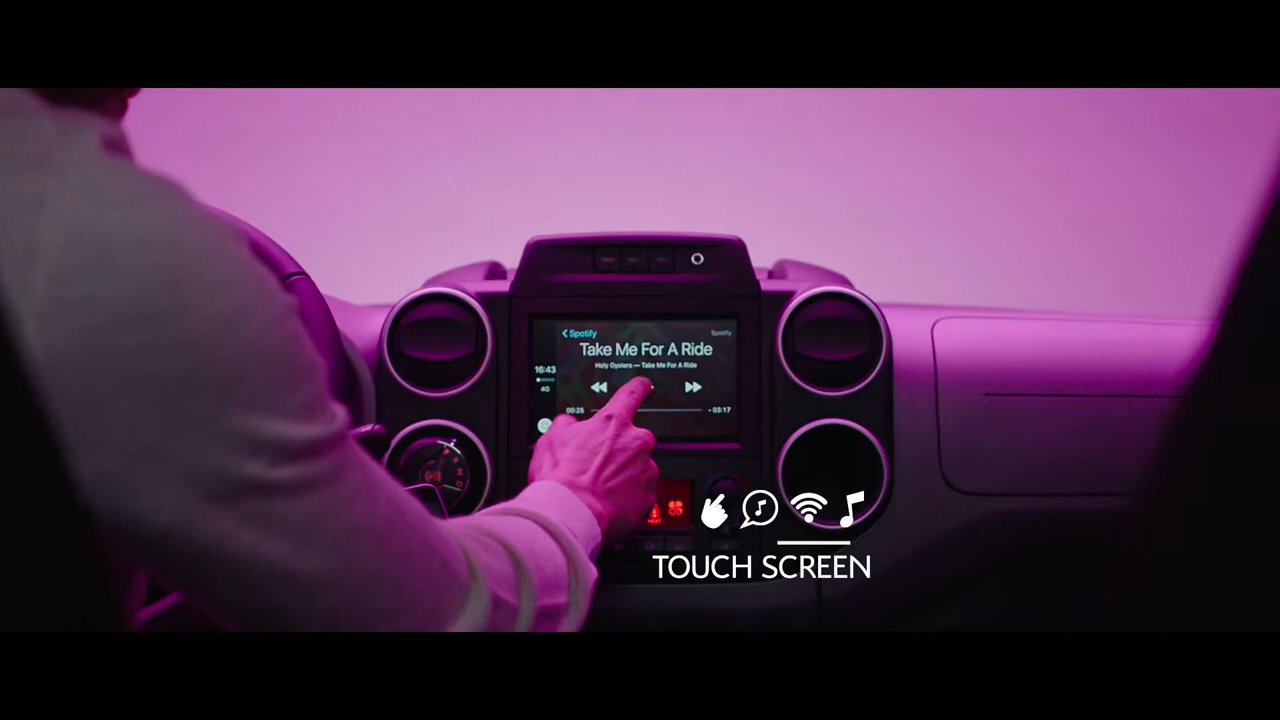 Spotify
Spotify
Take Me For A Ride
Holy Oysters — Take Me For A Ride
16:43
4G
00:25
-03:17
TOUCH SCREEN